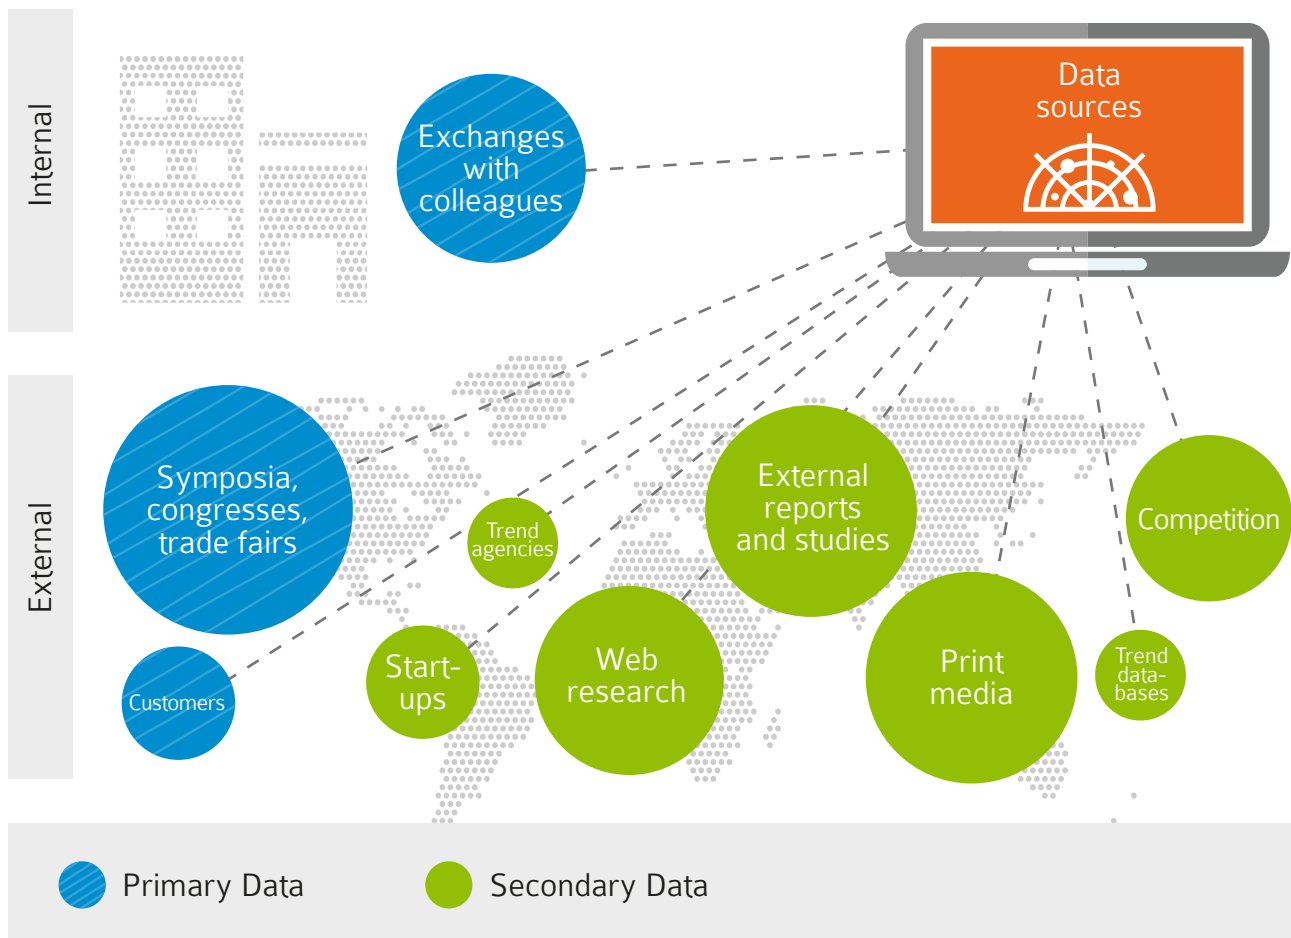 Internal
Exchanges
with
colleagues
Data
sources
External
Symposia,
congresses,
trade fairs
Customers
Trend
agencies
Start-
ups
Web
research
External
reports
and studies
Print
media
Competition
Trend
data-
bases
Primary Data
Secondary Data